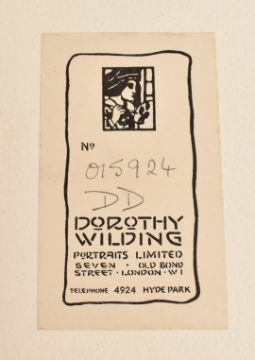 No
015924
DD
DOROTHY
WILDING
PORTRAITS LIMITED
SEVEN · OLD BOND
STREET · LONDON · W1
TELEPHONE 4924 HYDE PARK